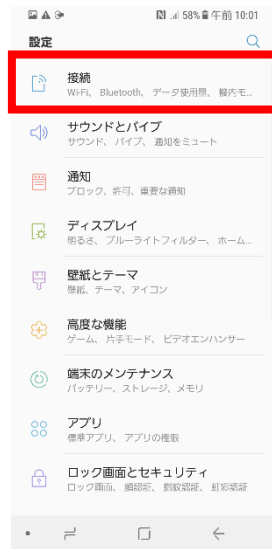 58% 午前 10:01
設定
接続
Wi-Fi、 Bluetooth、 データ使用量、 機内モ...
サウンドとバイブ
サウンド、 バイブ、 通知をミュート
通知
ブロック、許可、重要な通知
ディスプレイ
明るさ、 ブルーライトフィルター、 ホーム...
壁紙とテーマ
壁紙、テーマ、アイコン
高度な機能
ゲーム、 片手モード、 ビデオエンハンサー
端末のメンテナンス
バッテリー、ストレージ、メモリ
アプリ
標準アプリ、 アプリの権限
ロック画面とセキュリティ
ロック画面、 顔認証、 指紋認証、 虹彩認証